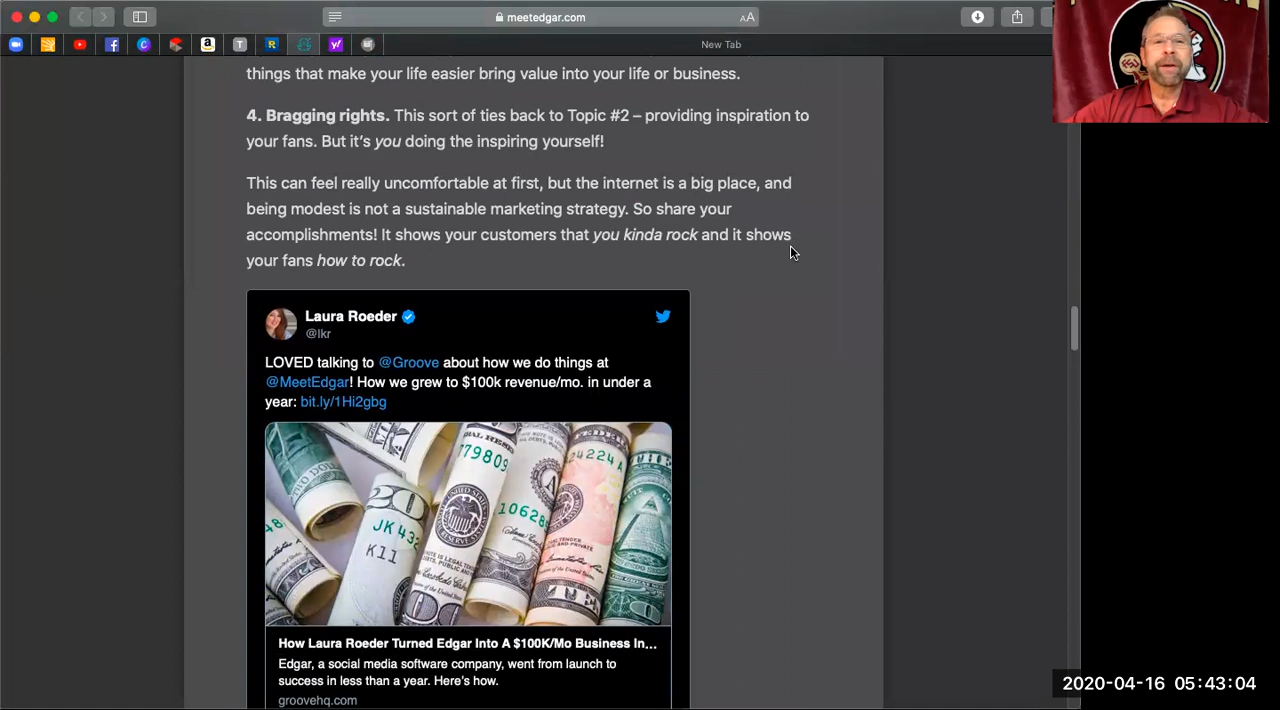 meetedgar.com
AA
New Tab
things that make your life easier bring value into your life or business.
4. Bragging rights. This sort of ties back to Topic #2 – providing inspiration to
your fans. But it’s you doing the inspiring yourself!
This can feel really uncomfortable at first, but the internet is a big place, and
being modest is not a sustainable marketing strategy. So share your
accomplishments! It shows your customers that you kinda rock and it shows
your fans how to rock.
Laura Roeder
@lkr
LOVED talking to @Groove about how we do things at
@MeetEdgar! How we grew to $100k revenue/mo. in under a
year: bit.ly/1Hi2gbg
779809
24224A
20
JK43
K11
How Laura Roeder Turned Edgar Into A $100K/Mo Business In...
Edgar, a social media software company, went from launch to
success in less than a year. Here’s how.
groovehq.com
2020-04-16 05:43:04